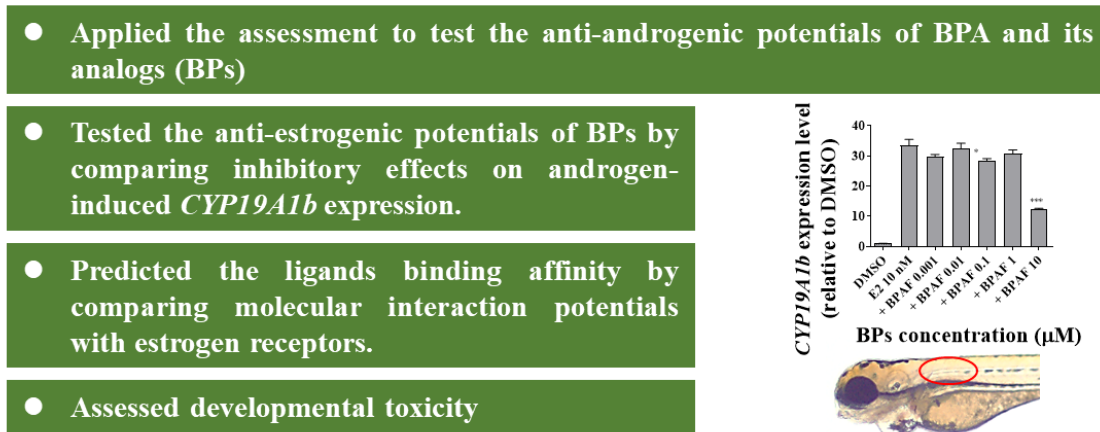 ● Applied the assessment to test the anti-androgenic potentials of BPA and its
analogs (BPs)
● Tested the anti-estrogenic potentials of BPs by
comparing inhibitory effects on androgen-
induced CYP19A1b expression.
● Predicted the ligands binding affinity by
comparing molecular interaction potentials
with estrogen receptors.
● Assessed developmental toxicity
CYP19A1b expression level
(relative to DMSO)
40
30
20
10
0
*
***
DMSO
E2 10 nM
+ BPAF 0.001
+ BPAF 0.01
+ BPAF 0.1
+ BPAF 1
+ BPAF 10
BPs concentration (μM)